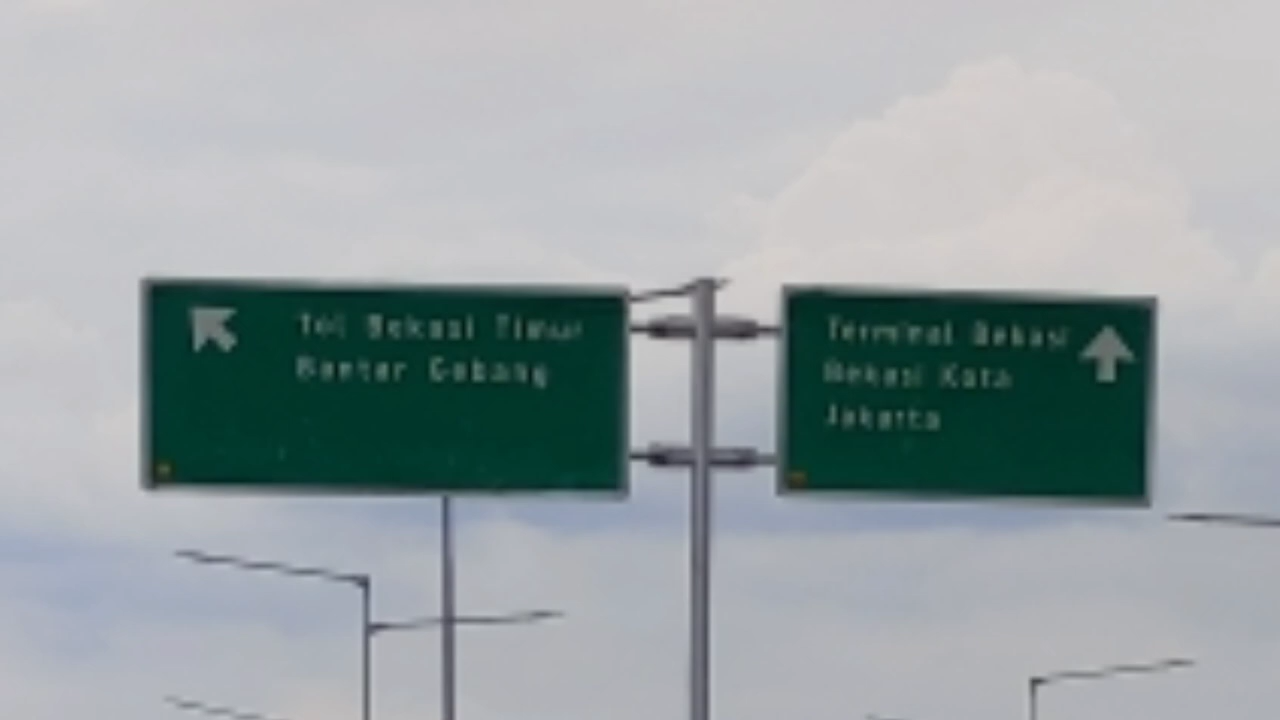 Tol Bekasi Timur
Bantar Gebang
Terminal Bekasi
Bekasi Kota
Jakarta